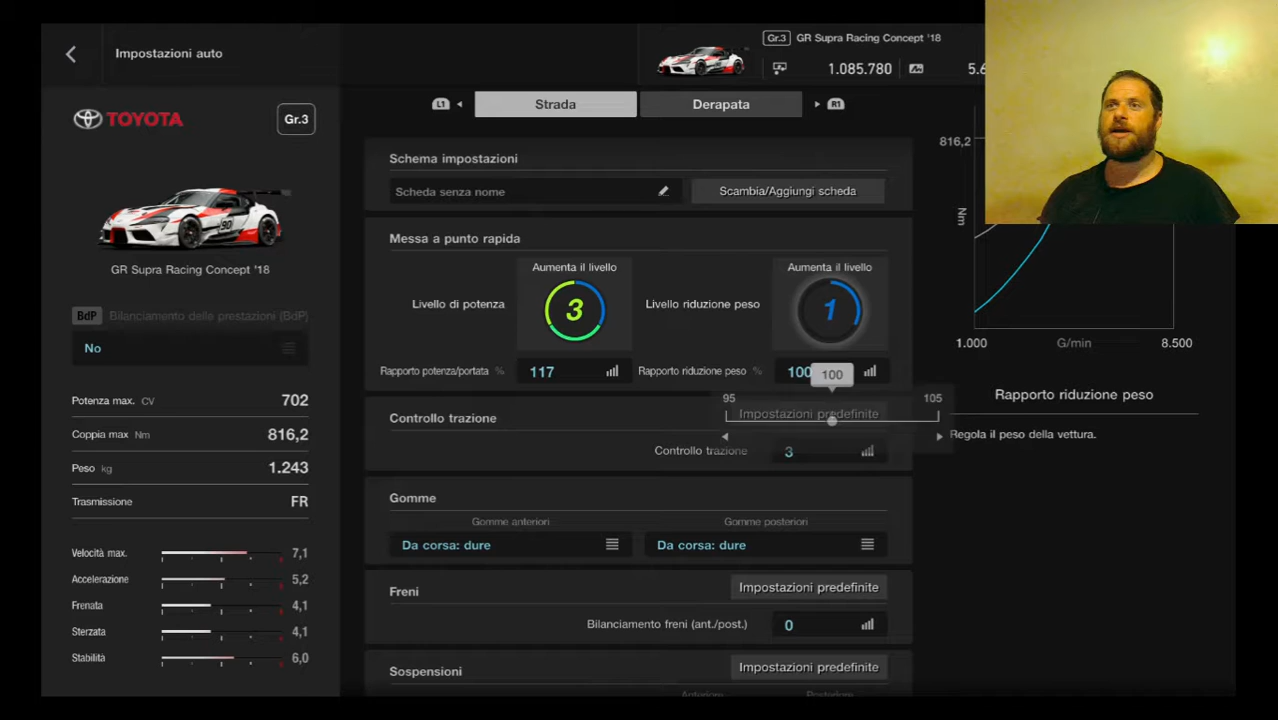 Impostazioni auto
Gr.3 GR Supra Racing Concept '18
1.085.780
5.6
TOYOTA
Gr.3
90
GR Supra Racing Concept '18
BdP Bilanciamento delle prestazioni (BdP)
No
Potenza max. CV 702
Coppia max Nm 816,2
Peso kg 1.243
Trasmissione FR
Velocità max. 7,1
Accelerazione 5,2
Frenata 4,1
Sterzata 4,1
Stabilità 6,0
L1 Strada Derapata R1
Schema impostazioni
Scheda senza nome Scambia/Aggiungi scheda
Messa a punto rapida
Aumenta il livello Aumenta il livello
Livello di potenza 3 Livello riduzione peso 1
Rapporto potenza/portata % 117 Rapporto riduzione peso % 100
100
95 105
Controllo trazione Impostazioni predefinite
Controllo trazione 3
Gomme
Gomme anteriori Gomme posteriori
Da corsa: dure Da corsa: dure
Freni Impostazioni predefinite
Bilanciamento freni (ant./post.) 0
Sospensioni Impostazioni predefinite
Anteriore Posteriore
816,2
Nm
1.000 G/min 8.500
Rapporto riduzione peso
Regola il peso della vettura.